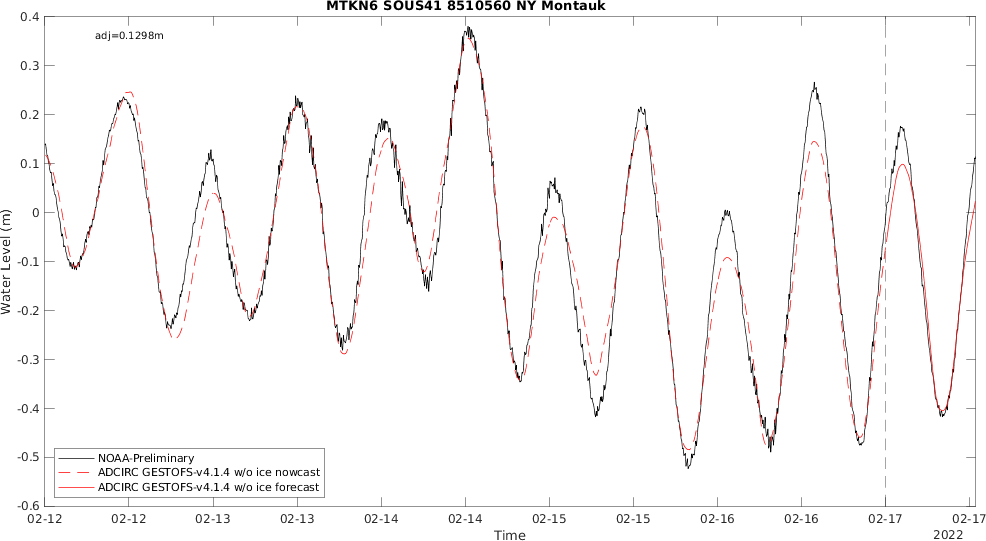 MTKN6 SOUS41 8510560 NY Montauk
adj=0.1298m
0.4
0.3
0.2
0.1
0
-0.1
-0.2
-0.3
-0.4
-0.5
-0.6
Water Level (m)
NOAA-Preliminary
ADCIRC GESTOFS-v4.1.4 w/o ice nowcast
ADCIRC GESTOFS-v4.1.4 w/o ice forecast
02-12 02-12 02-13 02-13 02-14 02-14 02-15 02-15 02-16 02-16 02-17 02-17
2022
Time